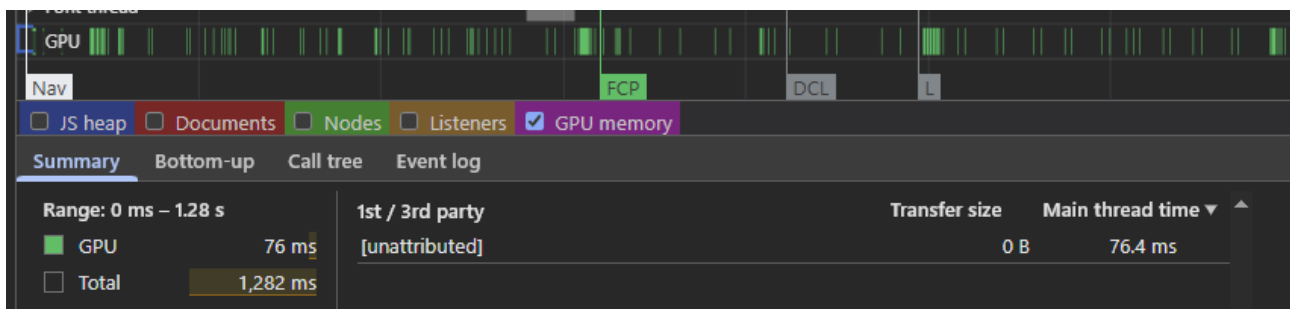 Font thread
GPU
Nav FCP DCL L
JS heap Documents Nodes Listeners GPU memory
Summary Bottom-up Call tree Event log
Range: 0 ms – 1.28 s
GPU 76 ms
Total 1,282 ms
1st / 3rd party Transfer size Main thread time
[unattributed] 0 B 76.4 ms